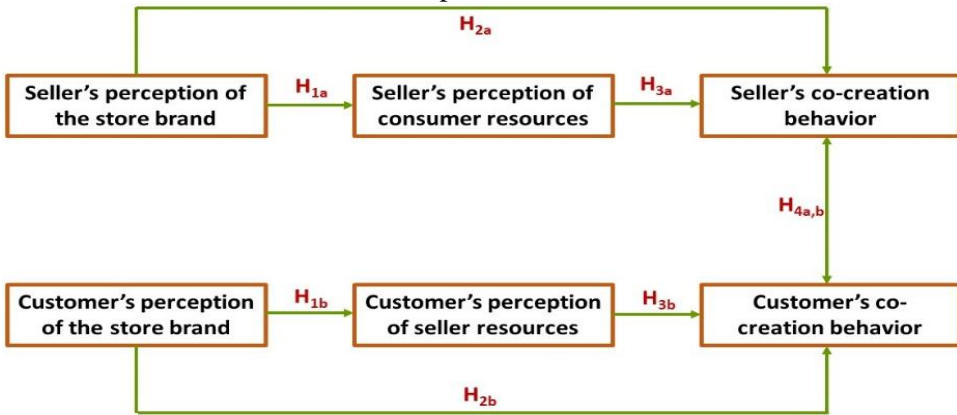 H2a
Seller's perception of
the store brand
H1a
Seller's perception of
consumer resources
H3a
Seller's co-creation
behavior
H4a,b
Customer's perception
of the store brand
H1b
Customer's perception
of seller resources
H3b
Customer's co-
creation behavior
H2b